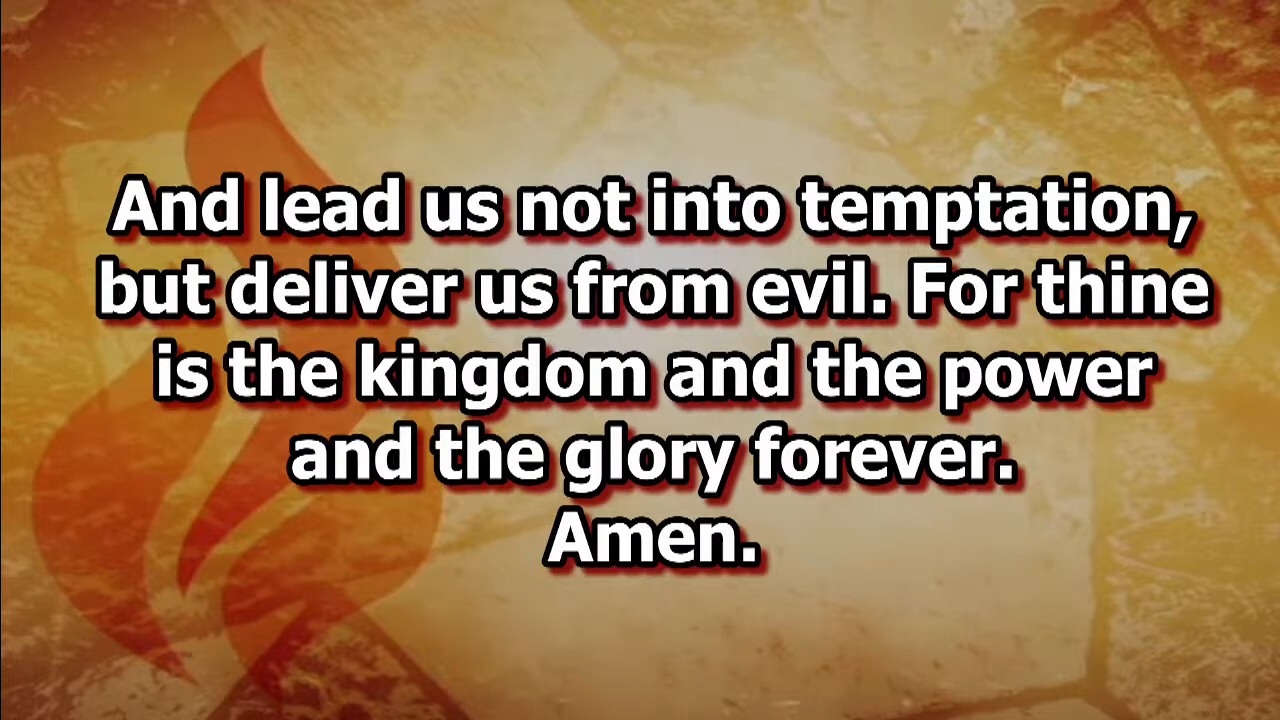 And lead us not into temptation,
but deliver us from evil. For thine
is the kingdom and the power
and the glory forever.
Amen.